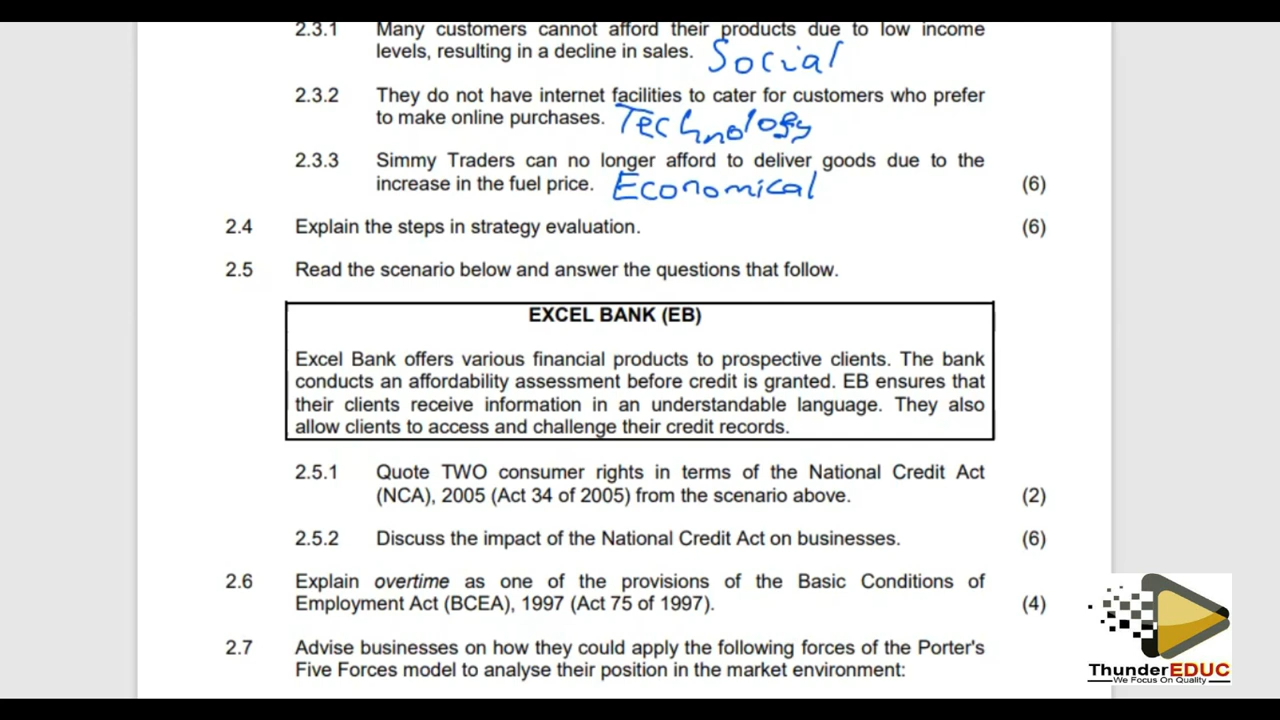 2.3.1 Many customers cannot afford their products due to low income
levels, resulting in a decline in sales. Social
2.3.2 They do not have internet facilities to cater for customers who prefer
to make online purchases. Technology
2.3.3 Simmy Traders can no longer afford to deliver goods due to the
increase in the fuel price. Economical (6)
2.4 Explain the steps in strategy evaluation. (6)
2.5 Read the scenario below and answer the questions that follow.
EXCEL BANK (EB)
Excel Bank offers various financial products to prospective clients. The bank
conducts an affordability assessment before credit is granted. EB ensures that
their clients receive information in an understandable language. They also
allow clients to access and challenge their credit records.
2.5.1 Quote TWO consumer rights in terms of the National Credit Act
(NCA), 2005 (Act 34 of 2005) from the scenario above. (2)
2.5.2 Discuss the impact of the National Credit Act on businesses. (6)
2.6 Explain overtime as one of the provisions of the Basic Conditions of
Employment Act (BCEA), 1997 (Act 75 of 1997). (4)
2.7 Advise businesses on how they could apply the following forces of the Porter's
Five Forces model to analyse their position in the market environment:
ThunderEDUC
We Focus On Quality